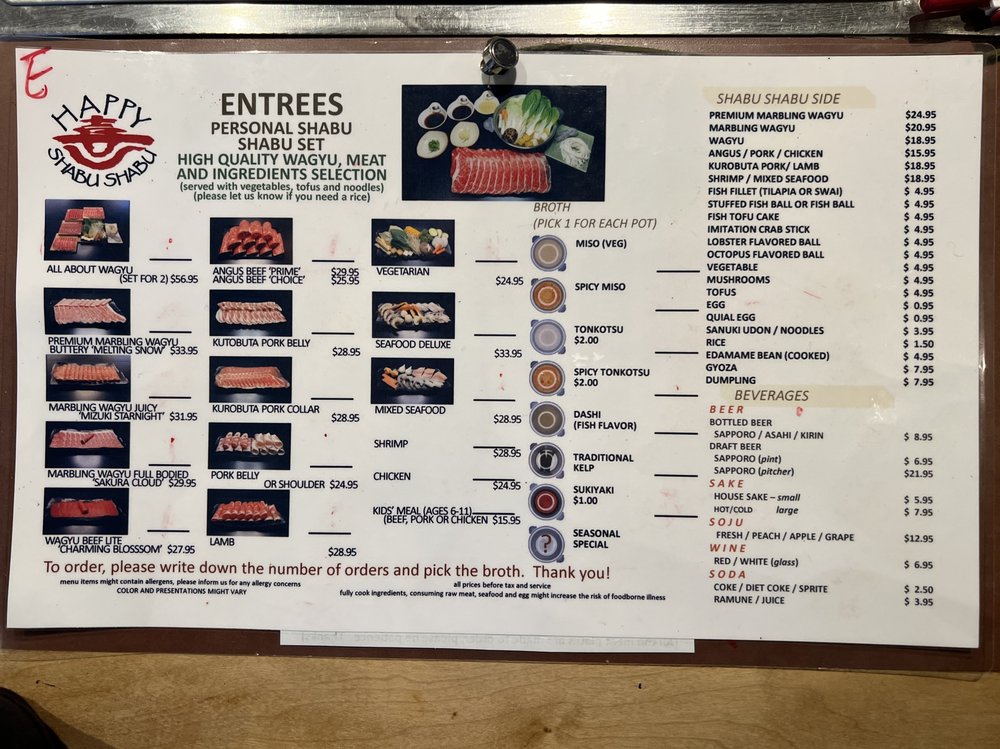 E
HAPPY
SHABU SHABU
ENTREES
PERSONAL SHABU
SHABU SET
HIGH QUALITY WAGYU, MEAT
AND INGREDIENTS SELECTION
(served with vegetables, tofus and noodles)
(please let us know if you need a rice)
ALL ABOUT WAGYU
(SET FOR 2) $56.95
PREMIUM MARBLING WAGYU
BUTTERY 'MELTING SNOW' $33.95
MARBLING WAGYU JUICY
'MIZUKI STARNIGHT' $31.95
MARBLING WAGYU FULL BODIED
'SAKURA CLOUD' $29.95
WAGYU BEEF LITE
'CHARMING BLOSSSOM' $27.95
ANGUS BEEF 'PRIME' $29.95
ANGUS BEEF 'CHOICE' $25.95
KUTOBUTA PORK BELLY
$28.95
KUROBUTA PORK COLLAR
$28.95
PORK BELLY
OR SHOULDER $24.95
LAMB
$28.95
VEGETARIAN
$24.95
SEAFOOD DELUXE
$33.95
MIXED SEAFOOD
$28.95
SHRIMP
$28.95
CHICKEN
$24.95
KIDS' MEAL (AGES 6-11)
(BEEF, PORK OR CHICKEN $15.95
BROTH
(PICK 1 FOR EACH POT)
MISO (VEG)
SPICY MISO
TONKOTSU
$2.00
SPICY TONKOTSU
$2.00
DASHI
(FISH FLAVOR)
TRADITIONAL
KELP
SUKIYAKI
$1.00
?
SEASONAL
SPECIAL
To order, please write down the number of orders and pick the broth. Thank you!
menu items might contain allergens, please inform us for any allergy concerns
COLOR AND PRESENTATIONS MIGHT VARY
all prices before tax and service
fully cook ingredients, consuming raw meat, seafood and egg might increase the risk of foodborne illness
SHABU SHABU SIDE
PREMIUM MARBLING WAGYU $24.95
MARBLING WAGYU $20.95
WAGYU $18.95
ANGUS / PORK / CHICKEN $15.95
KUROBUTA PORK/ LAMB $18.95
SHRIMP / MIXED SEAFOOD $18.95
FISH FILLET (TILAPIA OR SWAI) $ 4.95
STUFFED FISH BALL OR FISH BALL $ 4.95
FISH TOFU CAKE $ 4.95
IMITATION CRAB STICK $ 4.95
LOBSTER FLAVORED BALL $ 4.95
OCTOPUS FLAVORED BALL $ 4.95
VEGETABLE $ 4.95
MUSHROOMS $ 4.95
TOFUS $ 4.95
EGG $ 0.95
QUIAL EGG $ 0.95
SANUKI UDON / NOODLES $ 3.95
RICE $ 1.50
EDAMAME BEAN (COOKED) $ 4.95
GYOZA $ 7.95
DUMPLING $ 7.95
BEVERAGES
BEER
BOTTLED BEER
SAPPORO / ASAHI / KIRIN $ 8.95
DRAFT BEER
SAPPORO (pint) $ 6.95
SAPPORO (pitcher) $21.95
SAKE
HOUSE SAKE – small $ 5.95
HOT/COLD large $ 7.95
SOJU
FRESH / PEACH / APPLE / GRAPE $12.95
WINE
RED / WHITE (glass) $ 6.95
SODA
COKE / DIET COKE / SPRITE $ 2.50
RAMUNE / JUICE $ 3.95